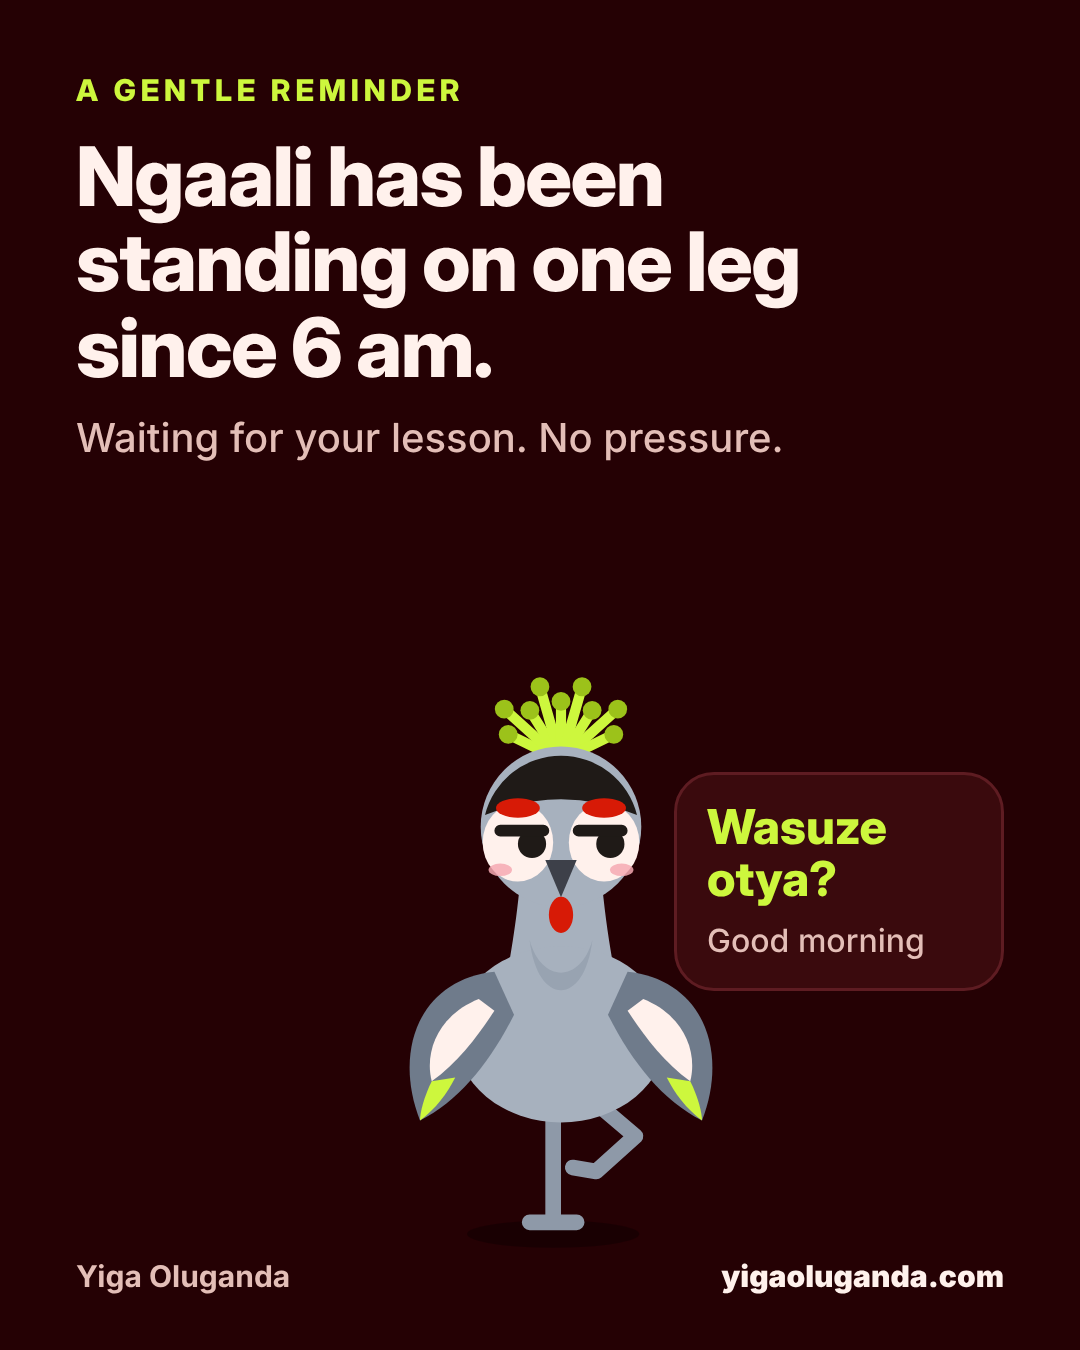 A GENTLE REMINDER
Ngaali has been
standing on one leg
since 6 am.
Waiting for your lesson. No pressure.
Wasuze
otya?
Good morning
Yiga Oluganda
yigaoluganda.com